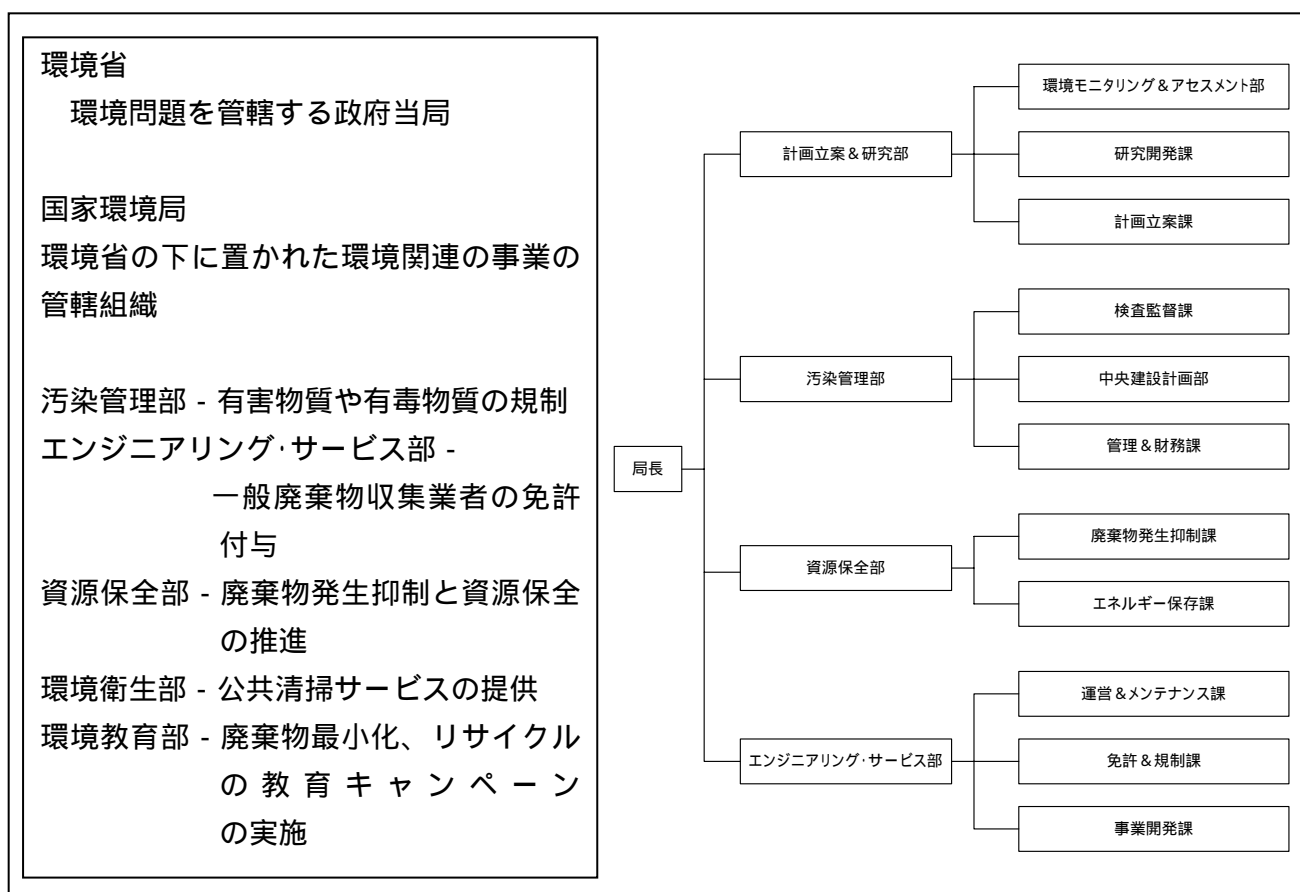 環境省
環境問題を管轄する政府当局
国家環境局
環境省の下に置かれた環境関連の事業の
管轄組織
汚染管理部 - 有害物質や有毒物質の規制
エンジニアリング・サービス部 -
一般廃棄物収集業者の免許
付与
資源保全部 - 廃棄物発生抑制と資源保全
の推進
環境衛生部 - 公共清掃サービスの提供
環境教育部 - 廃棄物最小化、リサイクル
の教育キャンペーン
の実施
局長
計画立案＆研究部
環境モニタリング＆アセスメント部
研究開発課
計画立案課
汚染管理部
検査監督課
中央建設計画部
管理＆財務課
資源保全部
廃棄物発生抑制課
エネルギー保存課
エンジニアリング・サービス部
運営＆メンテナンス課
免許＆規制課
事業開発課